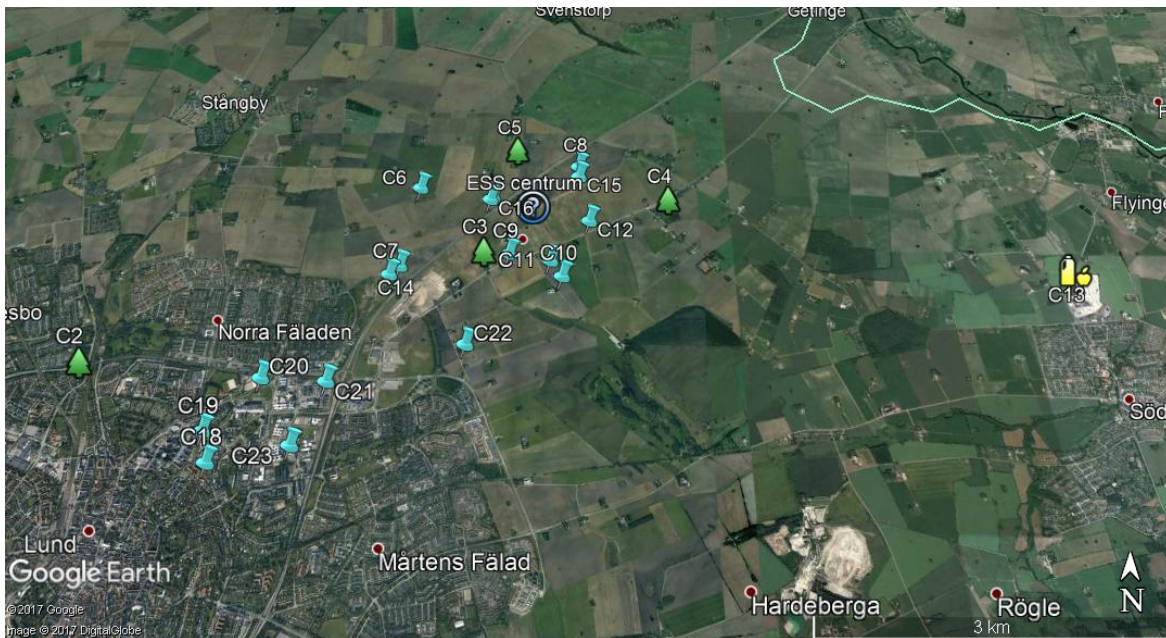 Svenstorp
Getinge
Stångby
C5
C8
C6
ESS centrum
C15
C4
C16
Flyinge
C12
C3
C9
C7
C11
C10
C14
C13
esbo
Norra Fäladen
C22
C2
C20
C21
C19
Söd
C18
C23
Lund
Mårtens Fälad
Google Earth
Hardeberga
Rögle
N
©2017 Google
3 km
Image © 2017 DigitalGlobe